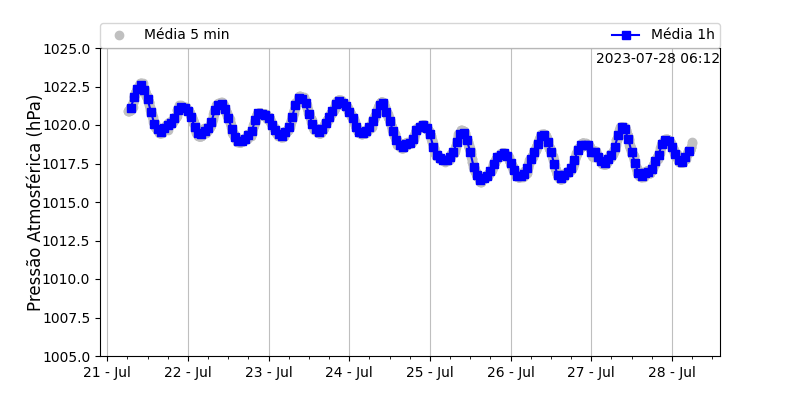 Média 5 min
Média 1h
2023-07-28 06:12
Pressão Atmosférica (hPa)
1025.0
1022.5
1020.0
1017.5
1015.0
1012.5
1010.0
1007.5
1005.0
21 - Jul
22 - Jul
23 - Jul
24 - Jul
25 - Jul
26 - Jul
27 - Jul
28 - Jul